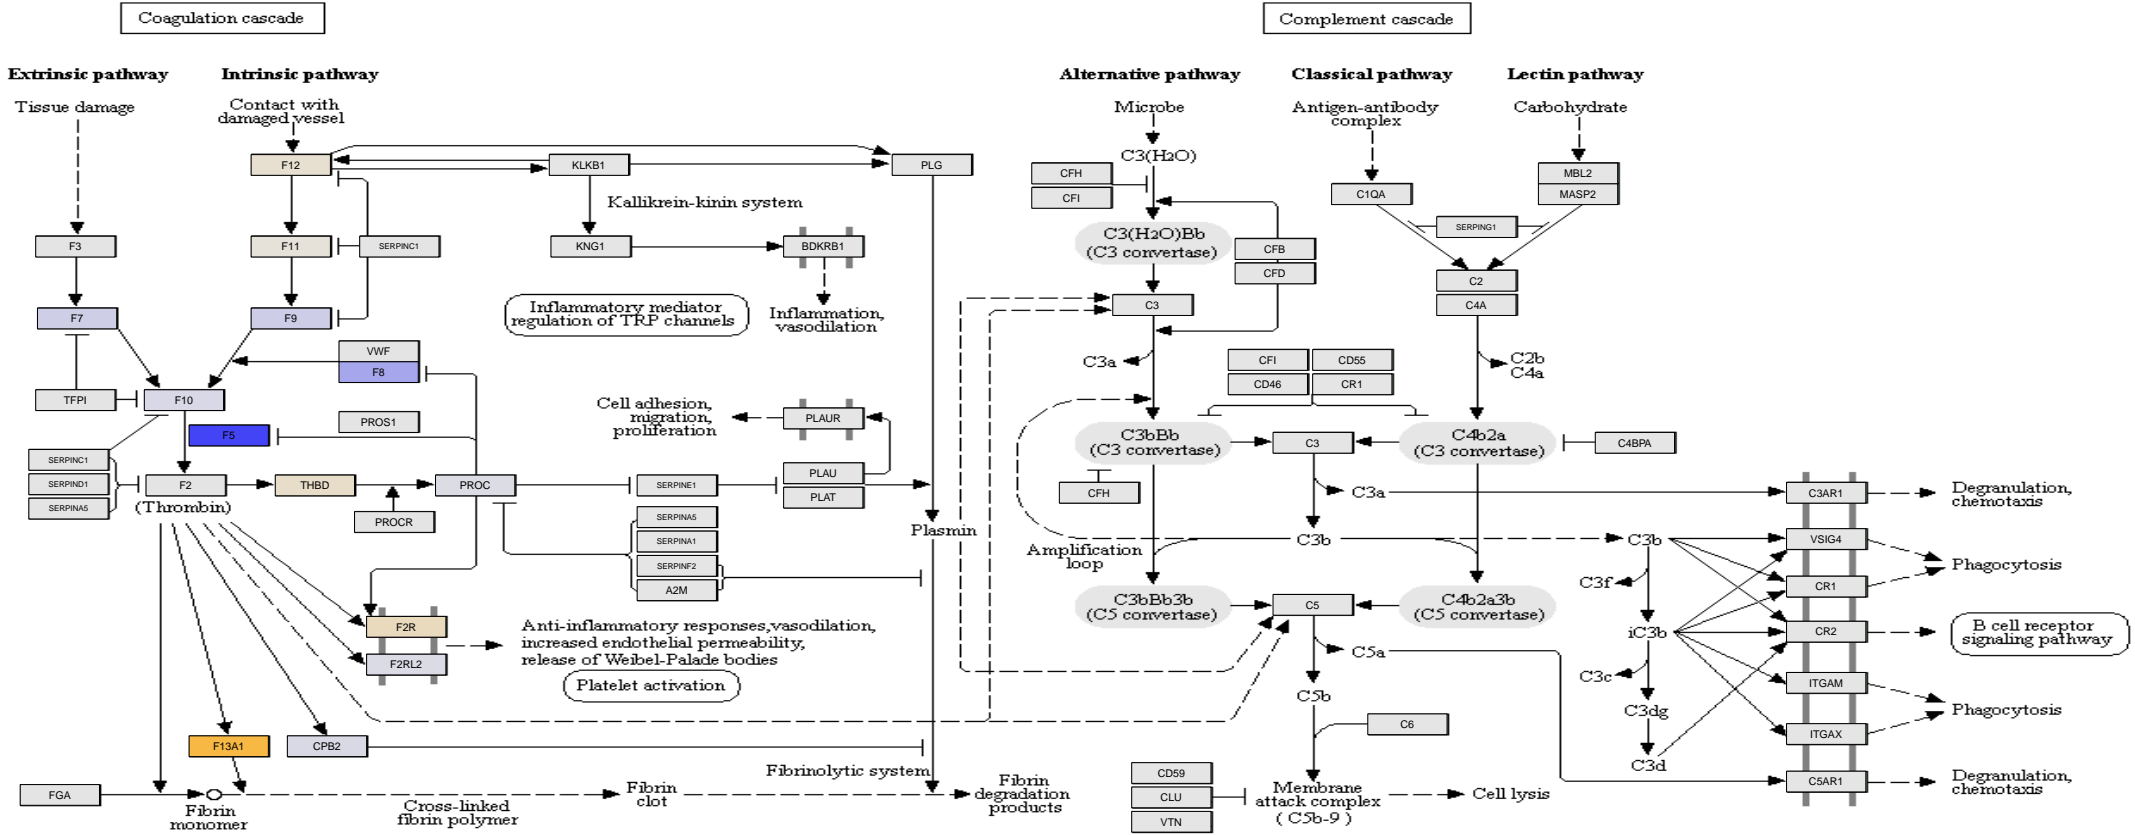 Coagulation cascade
Complement cascade
Extrinsic pathway
Intrinsic pathway
Alternative pathway
Classical pathway
Lectin pathway
Tissue damage
Contact with
damaged vessel
Microbe
Antigen-antibody
complex
Carbohydrate
F12
KLKB1
PLG
C3(H2O)
CFH
CFI
C1QA
MBL2
MASP2
Kallikrein-kinin system
F3
F11
SERPINC1
KNG1
BDKRB1
C3(H2O)Bb
(C3 convertase)
CFB
CFD
SERPING1
C2
C4A
F7
F9
Inflammatory mediator
regulation of TRP channels
Inflammation,
vasodilation
C3
VWF
F8
C3a
CFI
CD55
CD46
CR1
C2b
C4a
TFPI
F10
PROS1
F5
Cell adhesion,
migration,
proliferation
PLAUR
C3bBb
(C3 convertase)
C3
C4b2a
(C3 convertase)
C4BPA
SERPINC1
SERPIND1
SERPINA5
F2
(Thrombin)
THBD
PROC
PROCR
SERPINE1
PLAU
PLAT
CFH
C3a
C3AR1
Degranulation,
chemotaxis
SERPINA5
SERPINA1
SERPINF2
A2M
Plasmin
Amplification
loop
C3b
C3b
VSIG4
Phagocytosis
C3f
CR1
C3bBb3b
(C5 convertase)
C5
C4b2a3b
(C5 convertase)
F2R
F2RL2
Anti-inflammatory responses,vasodilation,
increased endothelial permeability,
release of Weibel-Palade bodies
Platelet activation
iC3b
CR2
B cell receptor
signaling pathway
C5a
C3c
ITGAM
C5b
C3dg
Phagocytosis
C6
ITGAX
F13A1
CPB2
C3d
Fibrinolytic system
CD59
CLU
VTN
C5AR1
Degranulation,
chemotaxis
FGA
Fibrin
monomer
Cross-linked
fibrin polymer
Fibrin
clot
Fibrin
degradation
products
Membrane
attack complex
( C5b-9 )
Cell lysis